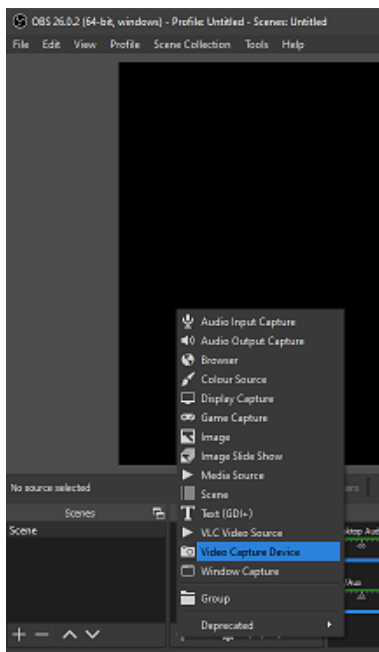 OBS 26.0.2 (64-bit, windows) - Profile: Untitled - Scenes: Untitled
File Edit View Profile Scene Collection Tools Help
Audio Input Capture
Audio Output Capture
Browser
Colour Source
Display Capture
Game Capture
Image
Image Slide Show
Media Source
Scene
Text (GDI+)
VLC Video Source
Video Capture Device
Window Capture
Group
Deprecated
No source selected
Scenes
Scene